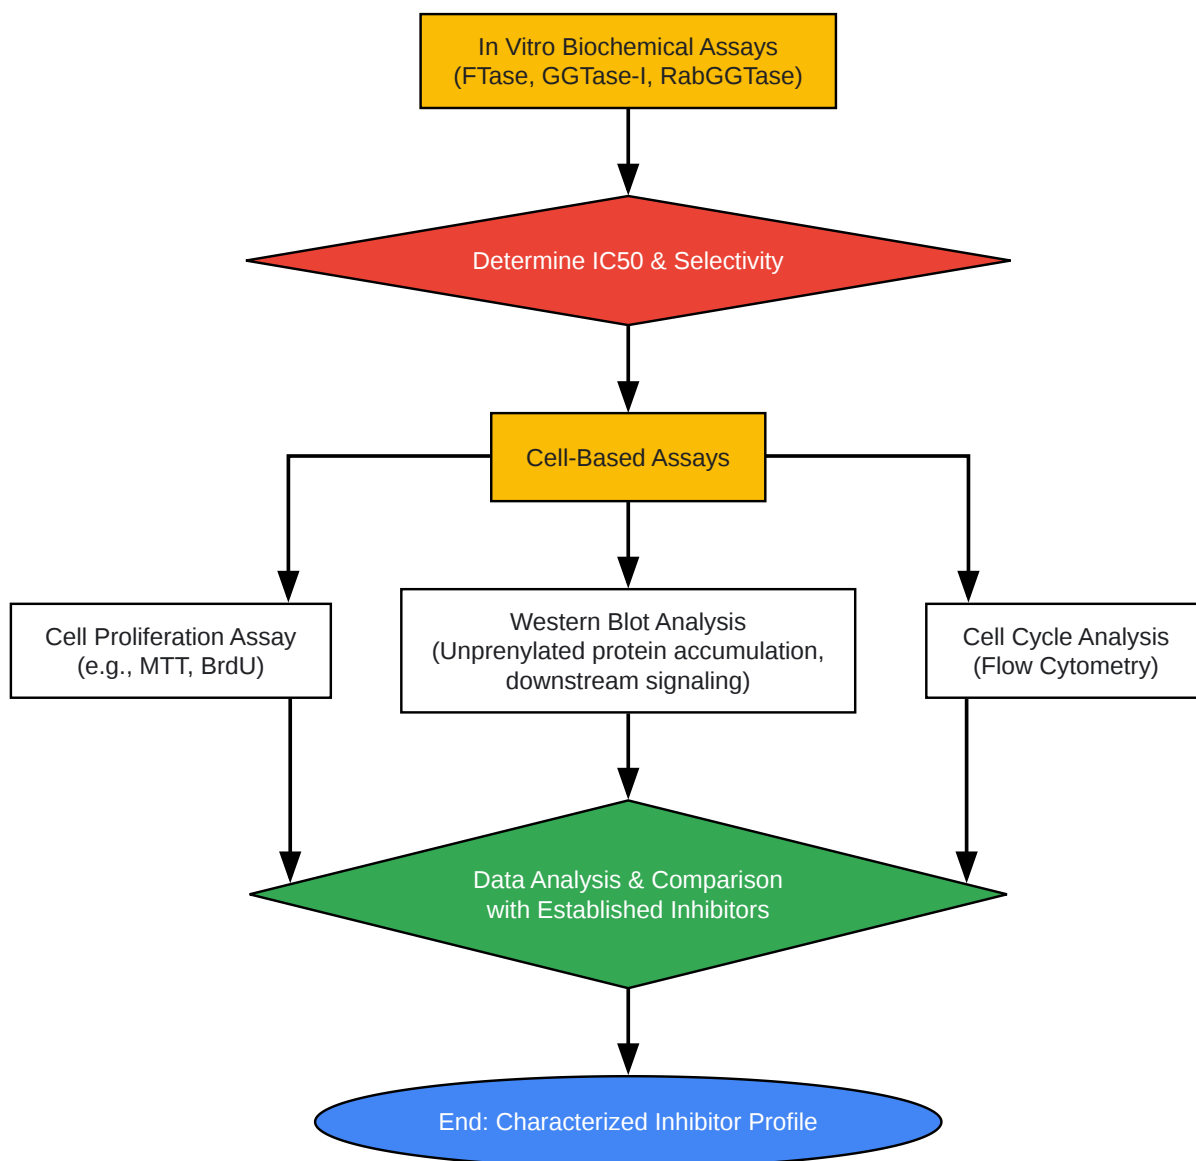 In Vitro Biochemical Assays
(FTase, GGTase-I, RabGGTase)
Determine IC50 & Selectivity
Cell-Based Assays
Cell Proliferation Assay
(e.g., MTT, BrdU)
Western Blot Analysis
(Unprenylated protein accumulation,
downstream signaling)
Cell Cycle Analysis
(Flow Cytometry)
Data Analysis & Comparison
with Established Inhibitors
End: Characterized Inhibitor Profile